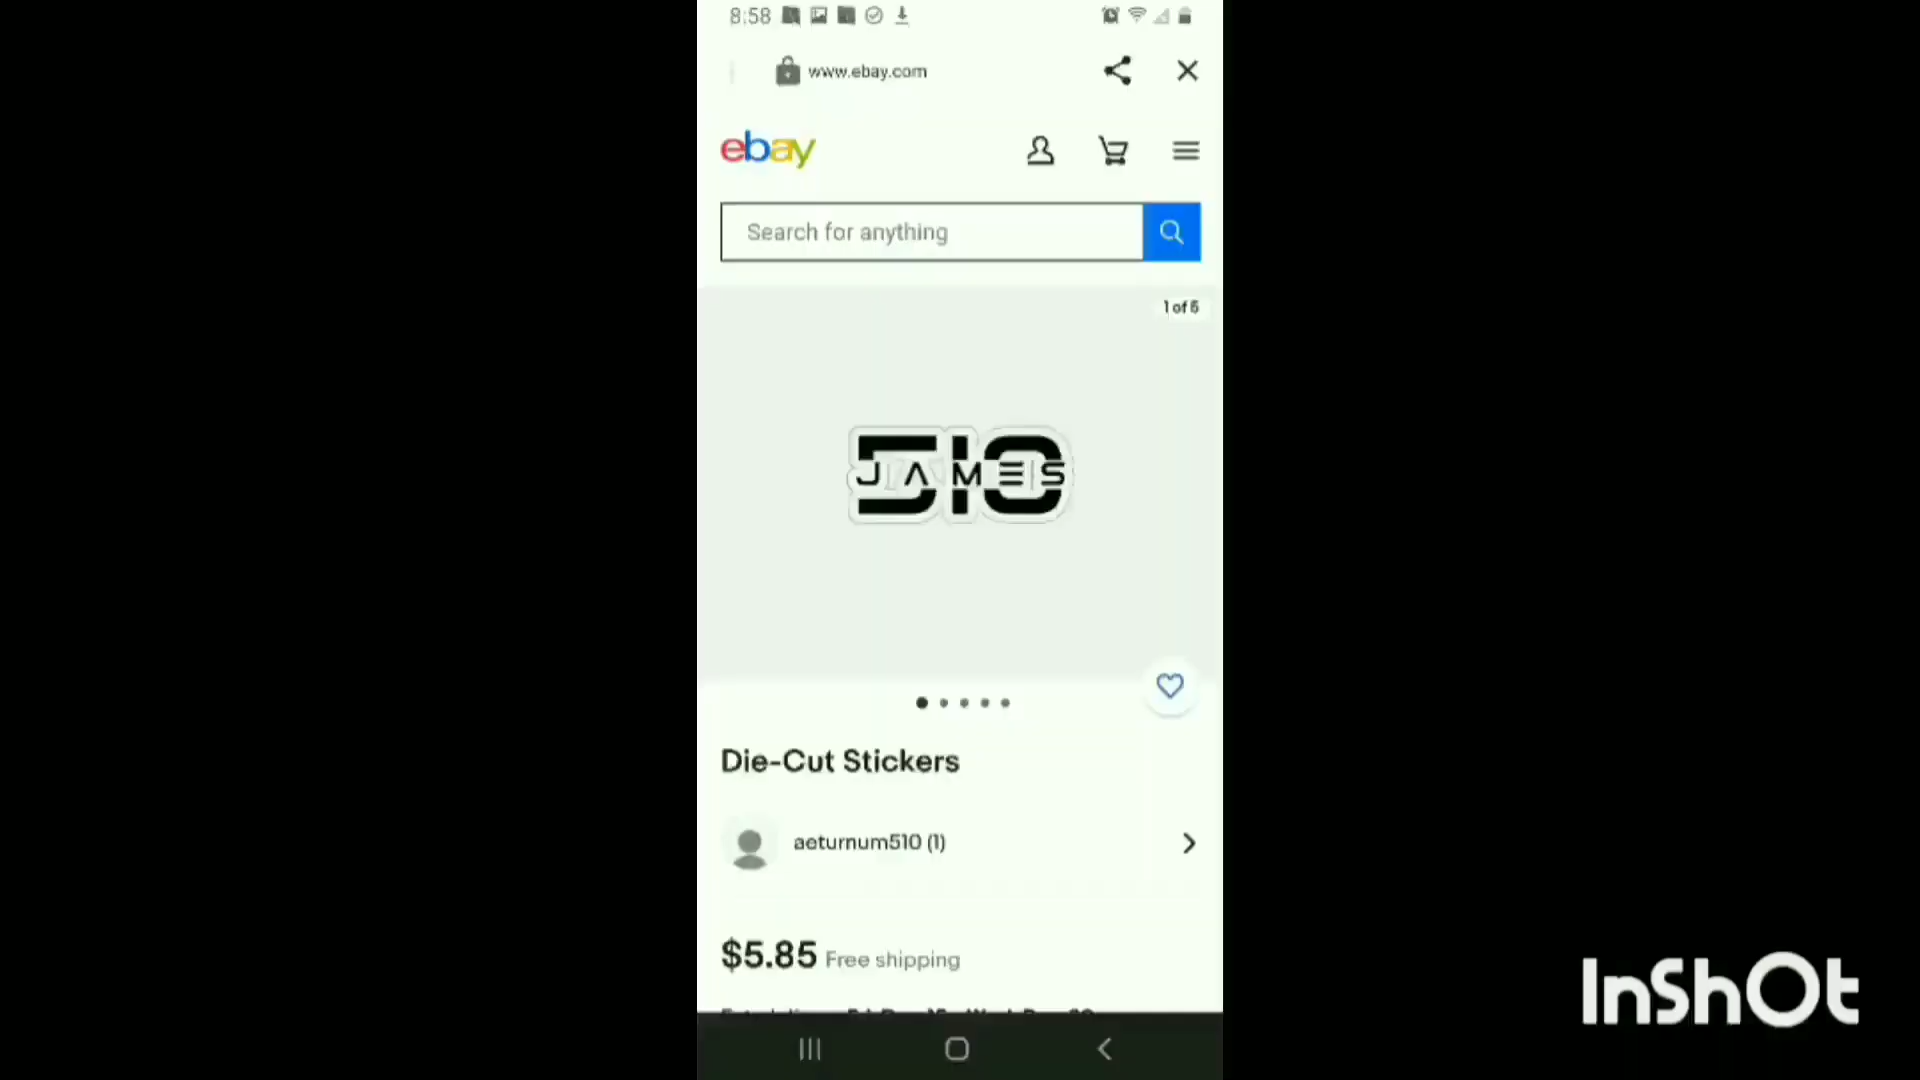 8:58
www.ebay.com
ebay
Search for anything
1 of 5
510
JAMES
Die-Cut Stickers
aeturnum510 (1)
$5.85 Free shipping
InShOt